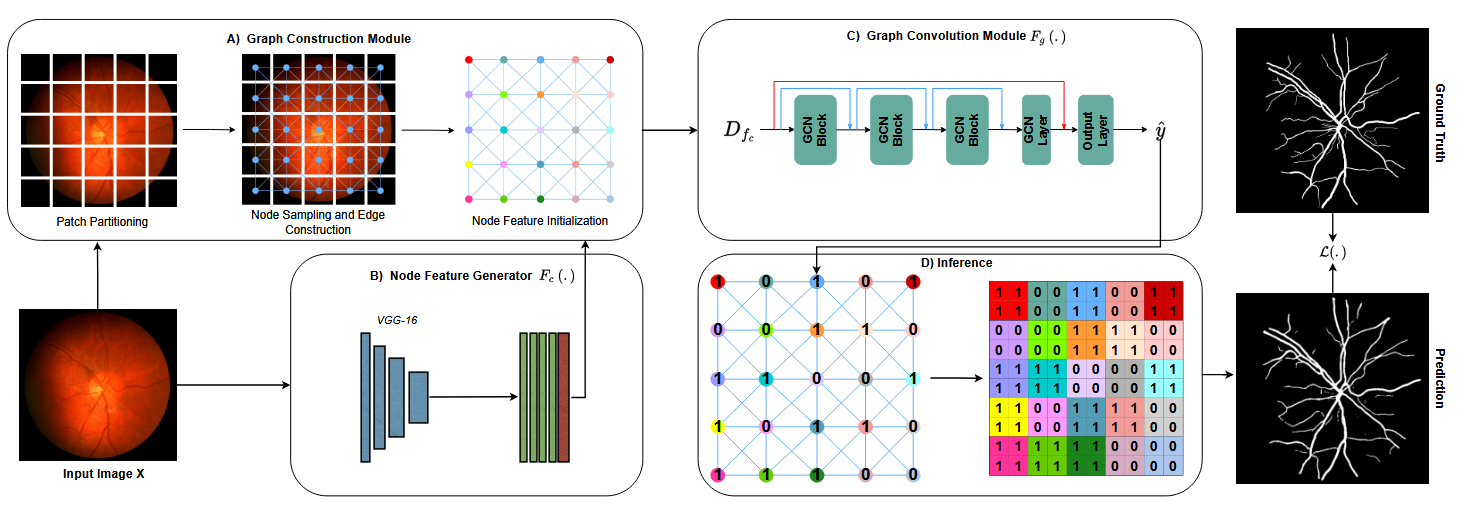 A) Graph Construction Module
Patch Partitioning
Node Sampling and Edge
Construction
Node Feature Initialization
B) Node Feature Generator F_c(.)
VGG-16
Input Image X
C) Graph Convolution Module F_g(.)
D_{f_c}
GCN
Block
GCN
Block
GCN
Block
GCN
Layer
Output
Layer
ŷ
D) Inference
1 0 1 0 1
0 0 1 1 0
1 1 0 0 1
1 0 1 1 0
1 1 1 0 0
1 1 0 0 1 1 0 0 1 1
1 1 0 0 1 1 0 0 1 1
0 0 0 0 1 1 1 1 0 0
0 0 0 0 1 1 1 1 0 0
1 1 1 1 0 0 0 0 1 1
1 1 1 1 0 0 0 0 1 1
1 1 0 0 1 1 1 1 0 0
1 1 0 0 1 1 1 1 0 0
1 1 1 1 1 1 0 0 0 0
1 1 1 1 1 1 0 0 0 0
Ground Truth
ℒ(.)
Prediction